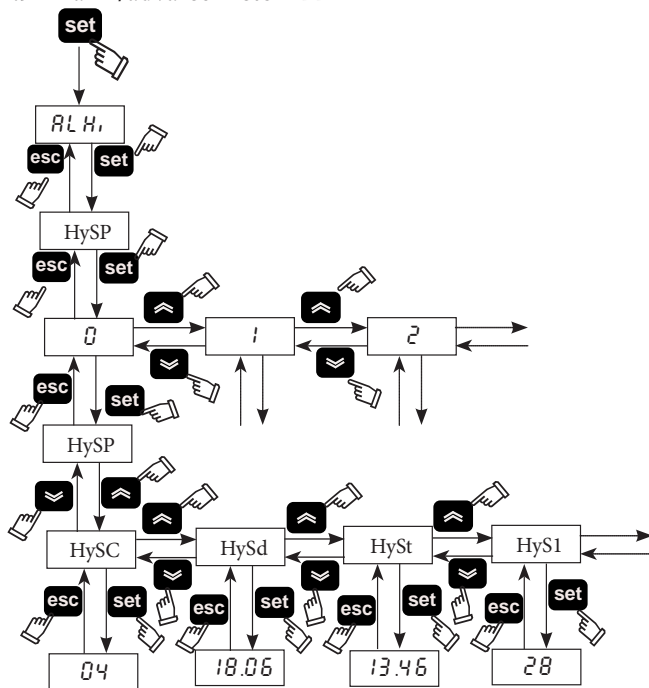 set
ALHi
esc set
HySP
esc set
0 1 2
esc set
HySP
HySC HySd HySt HyS1
esc set esc set esc set esc set
04 18.06 13.46 28